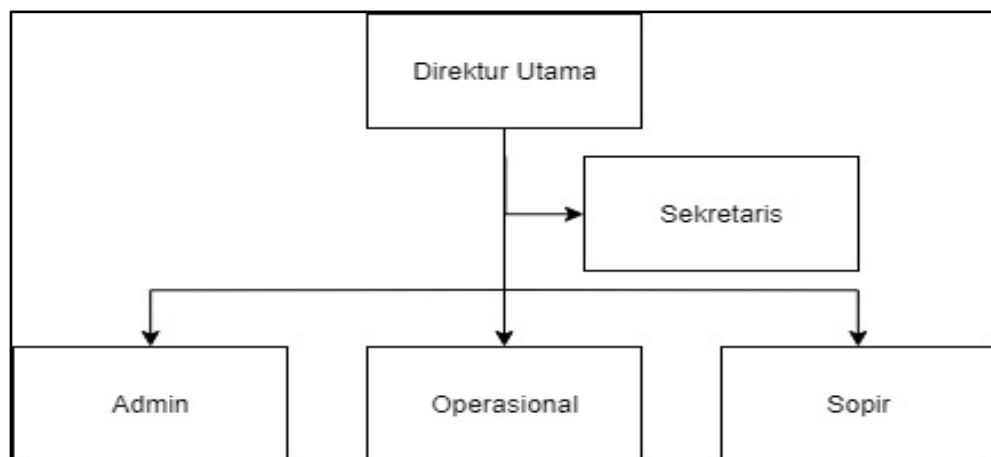 Direktur Utama
Sekretaris
Admin
Operasional
Sopir